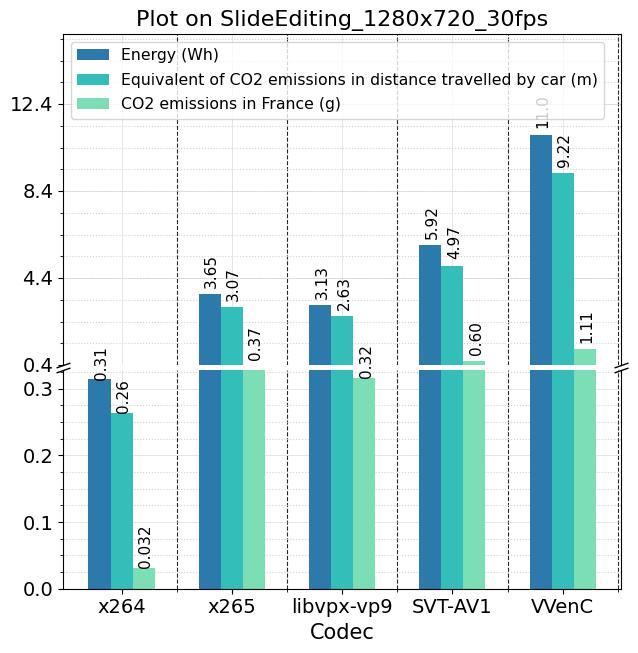 Plot on SlideEditing_1280x720_30fps
Energy (Wh)
Equivalent of CO2 emissions in distance travelled by car (m)
CO2 emissions in France (g)
12.4
8.4
4.4
0.4
0.3
0.2
0.1
0.0
0.31
0.26
0.032
3.65
3.07
0.37
3.13
2.63
0.32
5.92
4.97
0.60
11.0
9.22
1.11
x264
x265
libvpx-vp9
SVT-AV1
VVenC
Codec